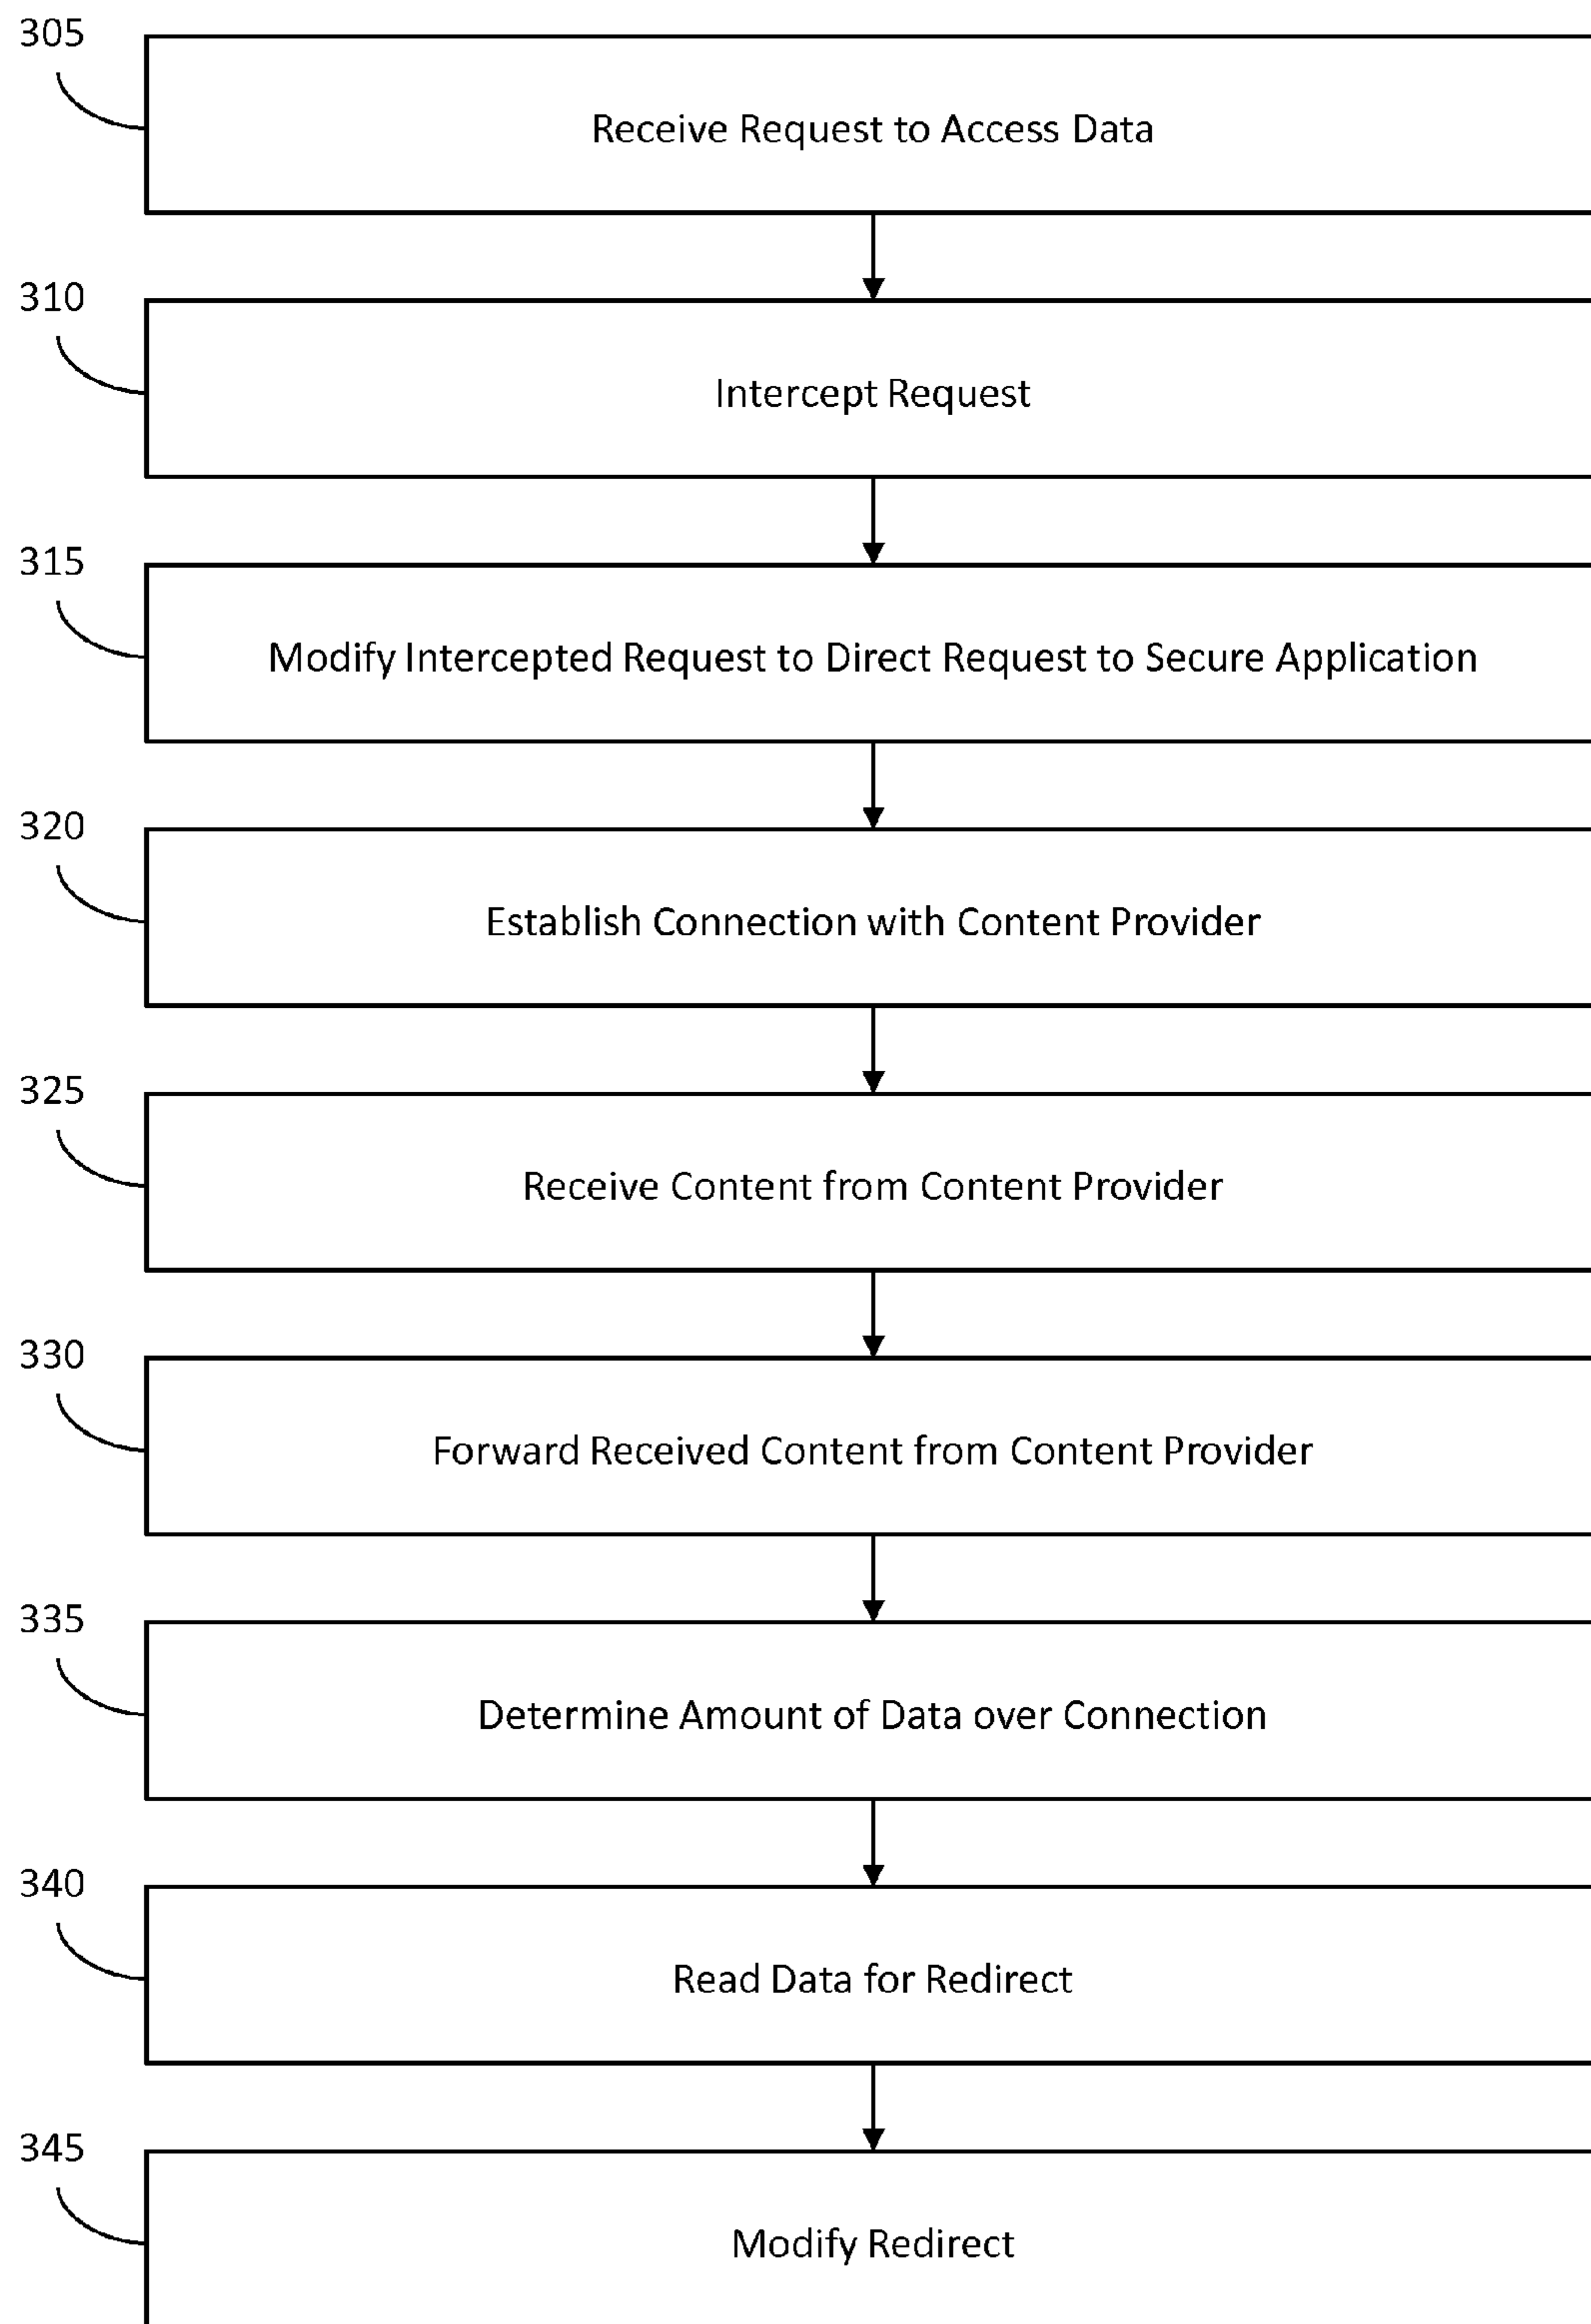 305
Receive Request to Access Data
310
Intercept Request
315
Modify Intercepted Request to Direct Request to Secure Application
320
Establish Connection with Content Provider
325
Receive Content from Content Provider
330
Forward Received Content from Content Provider
335
Determine Amount of Data over Connection
340
Read Data for Redirect
345
Modify Redirect